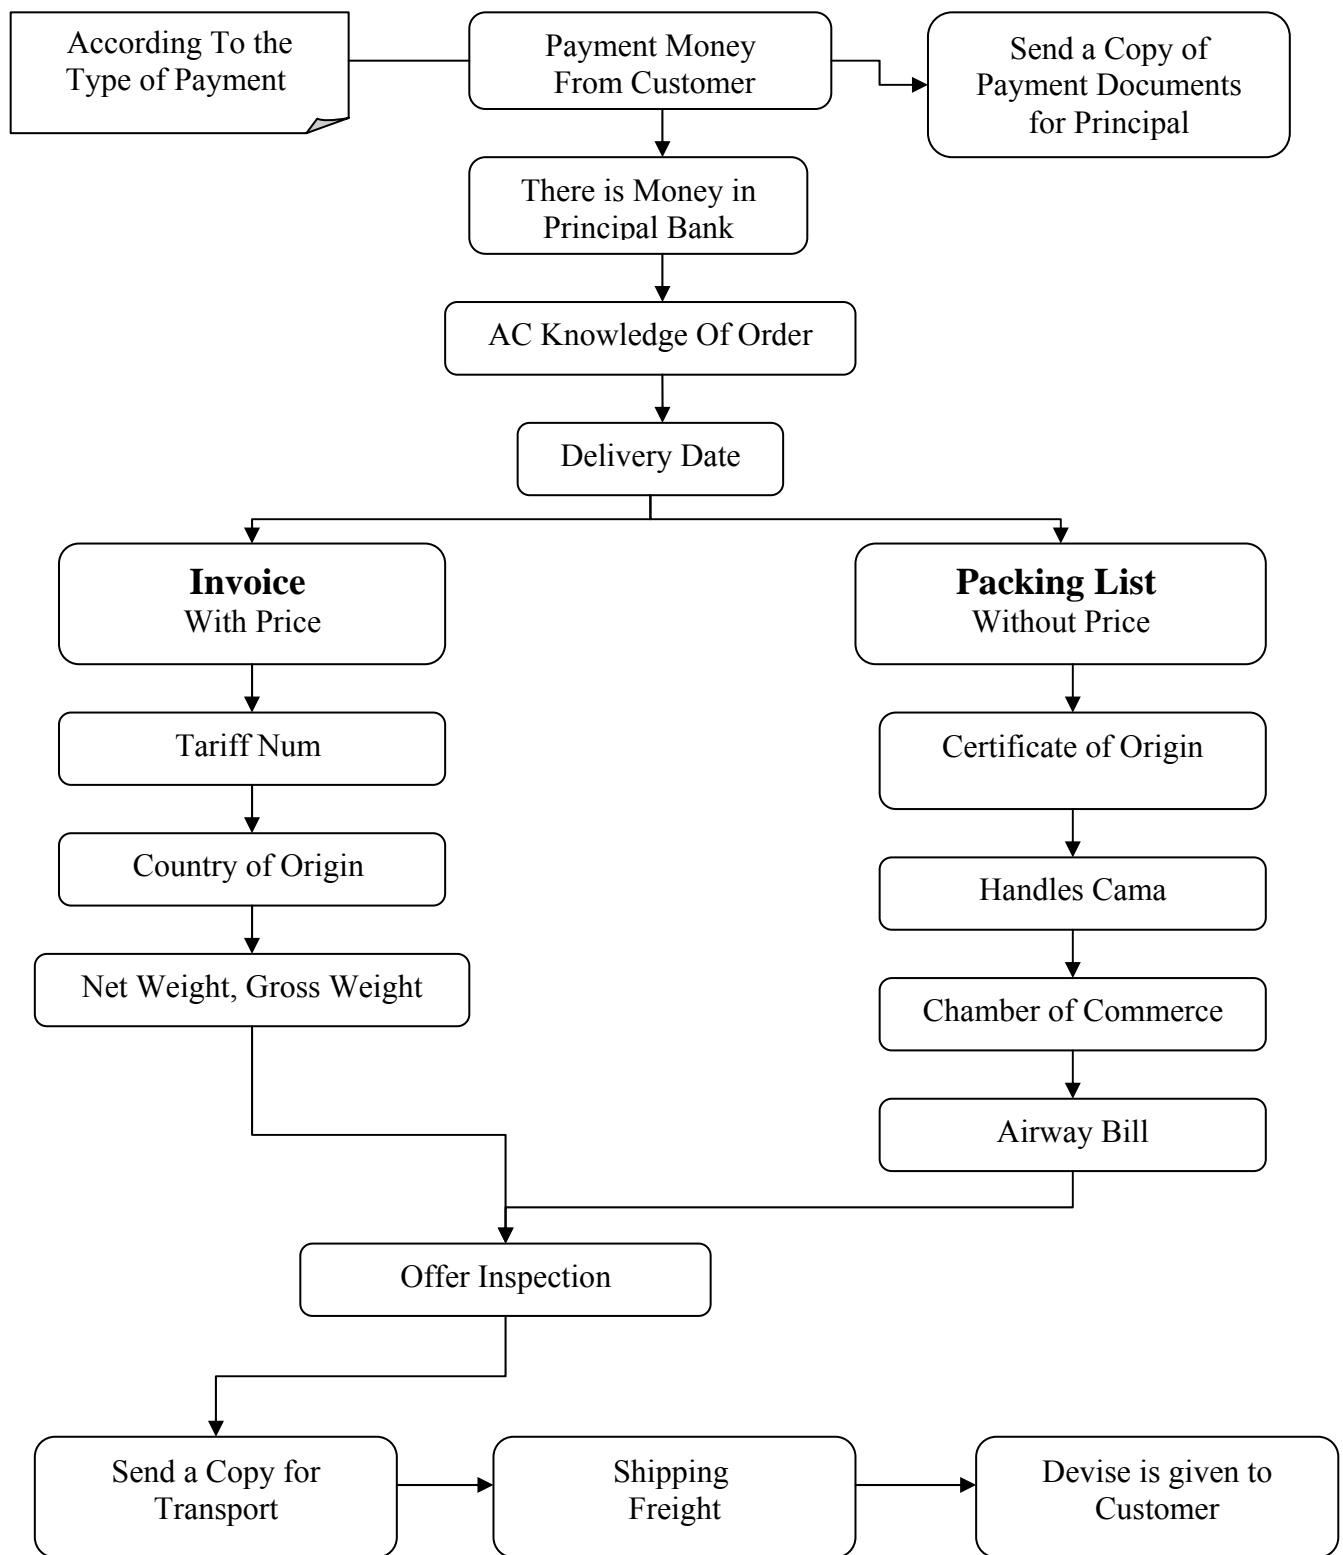 According To the
Type of Payment
Payment Money
From Customer
Send a Copy of
Payment Documents
for Principal
There is Money in
Principal Bank
AC Knowledge Of Order
Delivery Date
Invoice
With Price
Packing List
Without Price
Tariff Num
Certificate of Origin
Country of Origin
Handles Cama
Net Weight, Gross Weight
Chamber of Commerce
Airway Bill
Offer Inspection
Send a Copy for
Transport
Shipping
Freight
Devise is given to
Customer